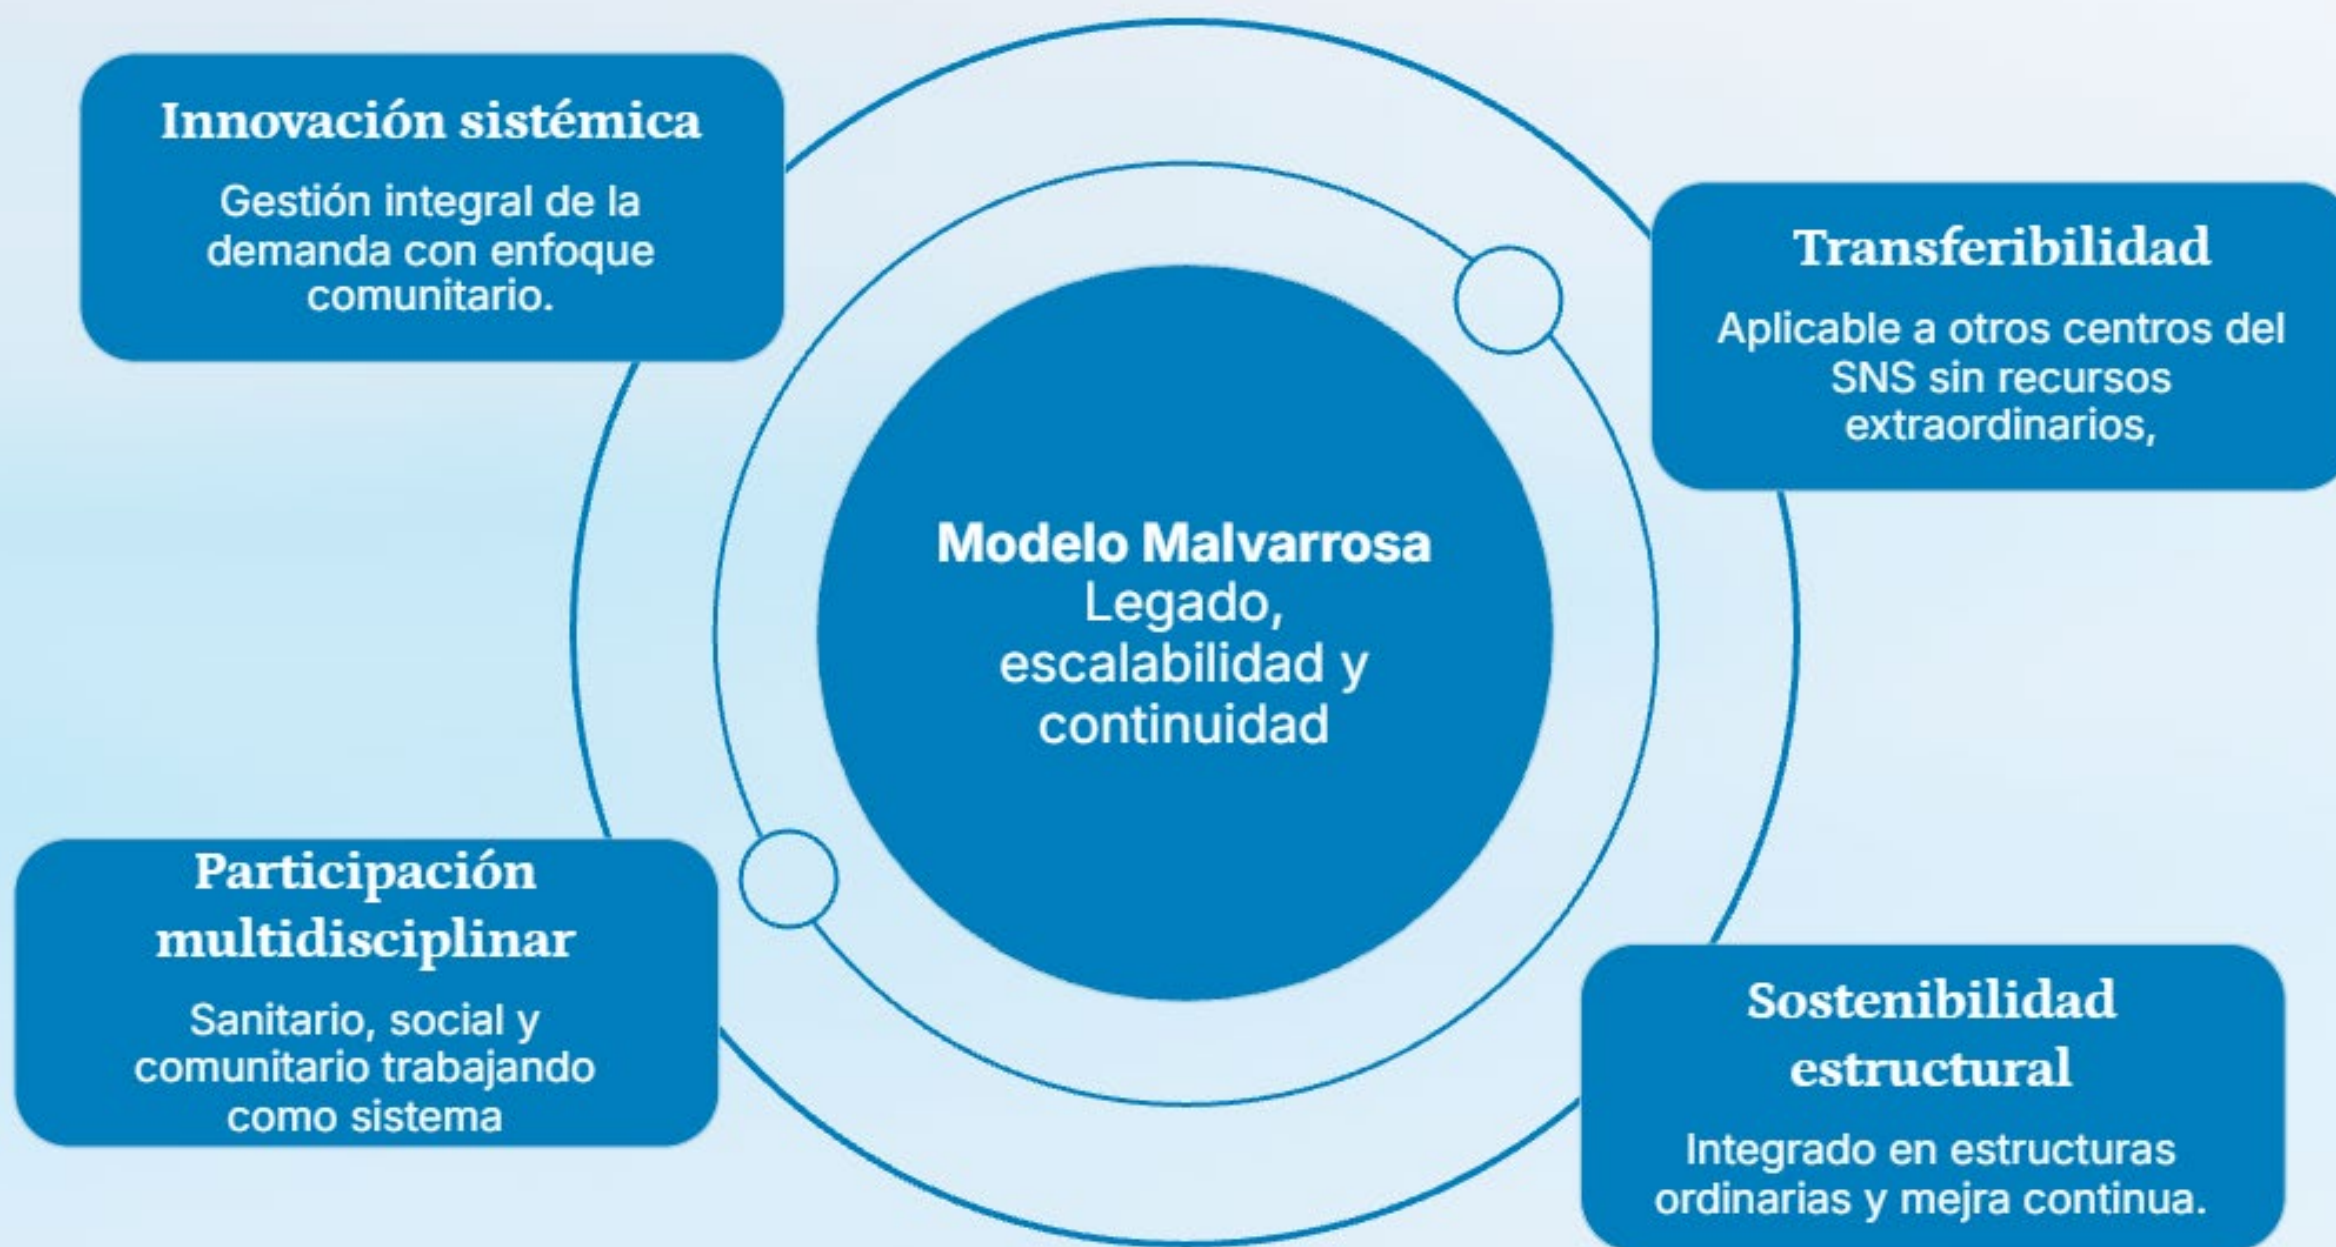 Innovación sistémica
Gestión integral de la
demanda con enfoque
comunitario.
Transferibilidad
Aplicable a otros centros del
SNS sin recursos
extraordinarios,
Modelo Malvarrosa
Legado,
escalabilidad y
continuidad
Participación
multidisciplinar
Sanitario, social y
comunitario trabajando
como sistema
Sostenibilidad
estructural
Integrado en estructuras
ordinarias y mejra continua.